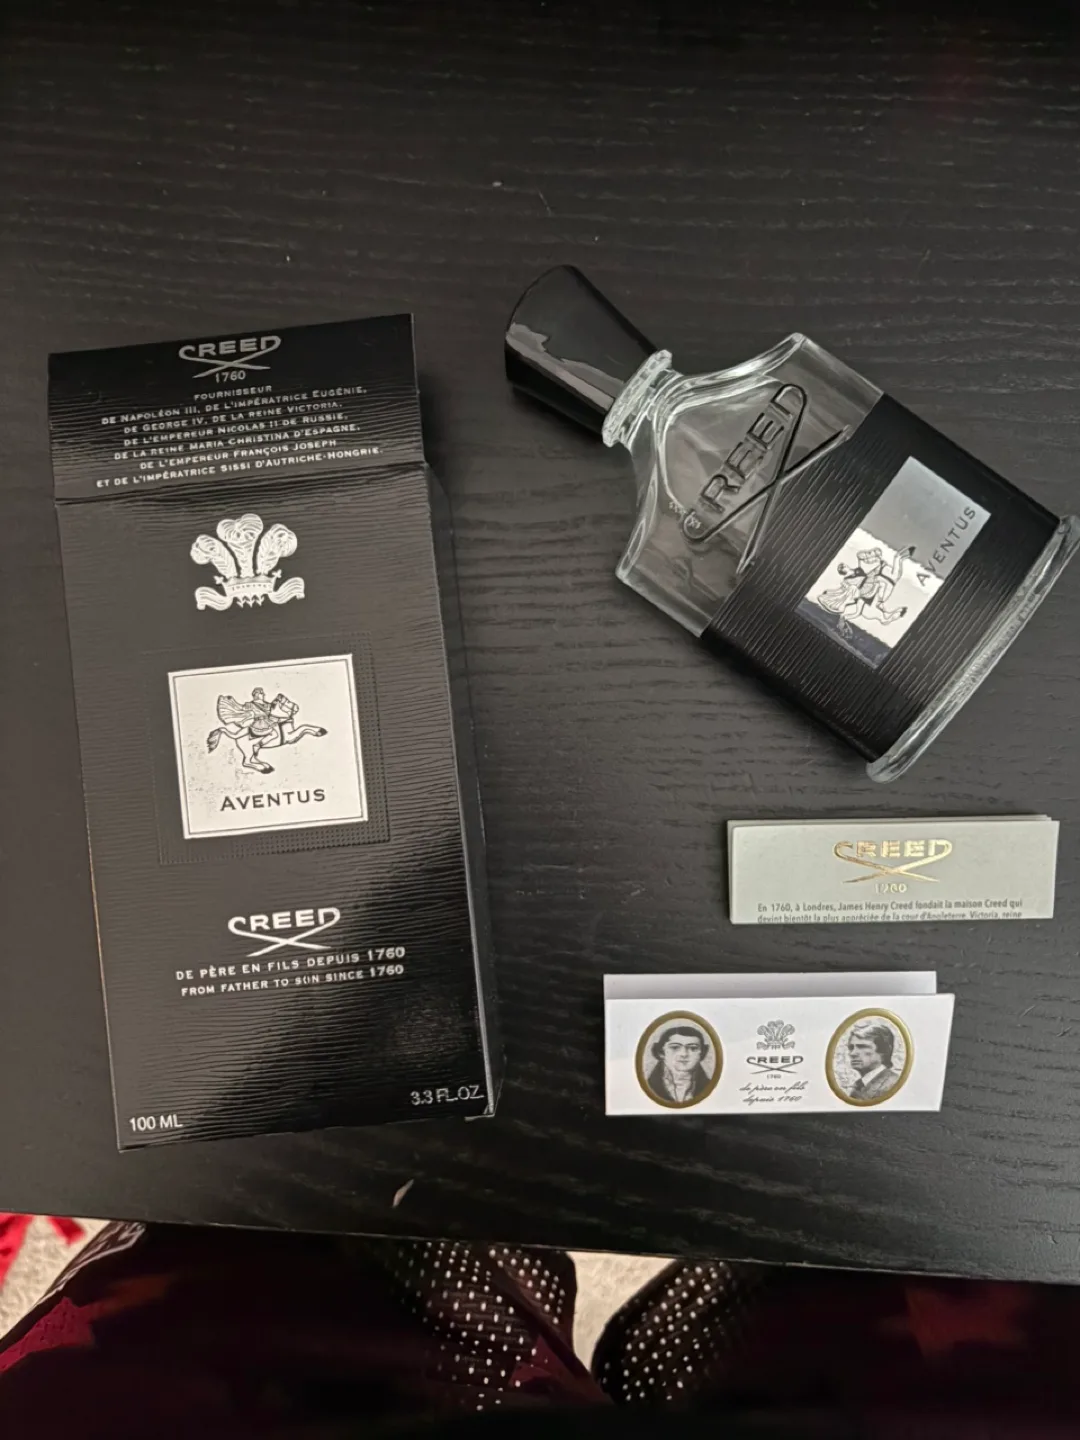 CREED
1760
FOURNISSEUR
DE NAPOLÉON III, DE L'IMPÉRATRICE EUGÉNIE,
DE GEORGE IV, DE LA REINE VICTORIA,
DE L'EMPEREUR NICOLAS II DE RUSSIE,
DE LA REINE MARIA CHRISTINA D'ESPAGNE,
DE L'EMPEREUR FRANÇOIS JOSEPH
ET DE L'IMPÉRATRICE SISSI D'AUTRICHE-HONGRIE.
AVENTUS
CREED
DE PÈRE EN FILS DEPUIS 1760
FROM FATHER TO SON SINCE 1760
100 ML
3.3 FL.OZ.
CREED
AVENTUS
CREED
1760
En 1760, à Londres, James Henry Creed fondait la maison Creed qui
devint bientôt la plus appréciée de la cour d'Angleterre. Victoria, reine
CREED
1760
de père en fils
depuis 1760